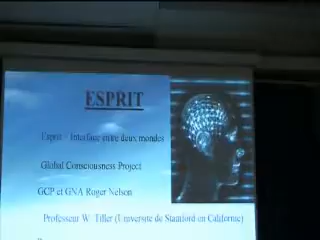 ESPRIT
Esprit – Interface entre deux mondes
Global Consciousness Project
GCP et GNA Roger Nelson
Professeur W. Tiller (Université de Stanford en Californie)